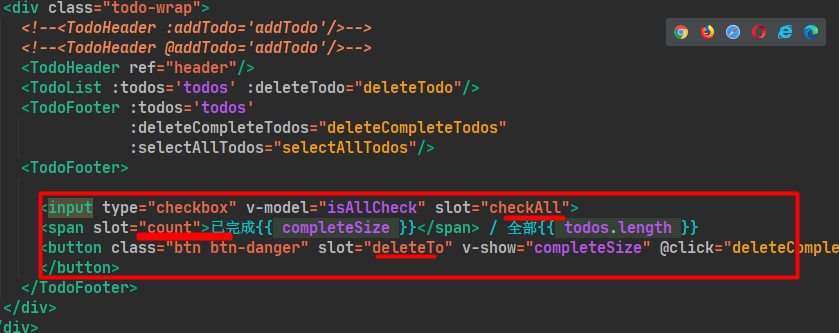 <div class="todo-wrap">
<!--<TodoHeader :addTodo='addTodo'/>-->
<!--<TodoHeader @addTodo='addTodo'/>-->
<TodoHeader ref="header"/>
<TodoList :todos='todos' :deleteTodo="deleteTodo"/>
<TodoFooter :todos='todos'
:deleteCompleteTodos="deleteCompleteTodos"
:selectAllTodos="selectAllTodos"/>
<TodoFooter>
<input type="checkbox" v-model="isAllCheck" slot="checkAll">
<span slot="count">已完成{{ completeSize }}</span> / 全部{{ todos.length }}
<button class="btn btn-danger" slot="deleteTo" v-show="completeSize" @click="deleteComple
</button>
</TodoFooter>
</div>
/div>